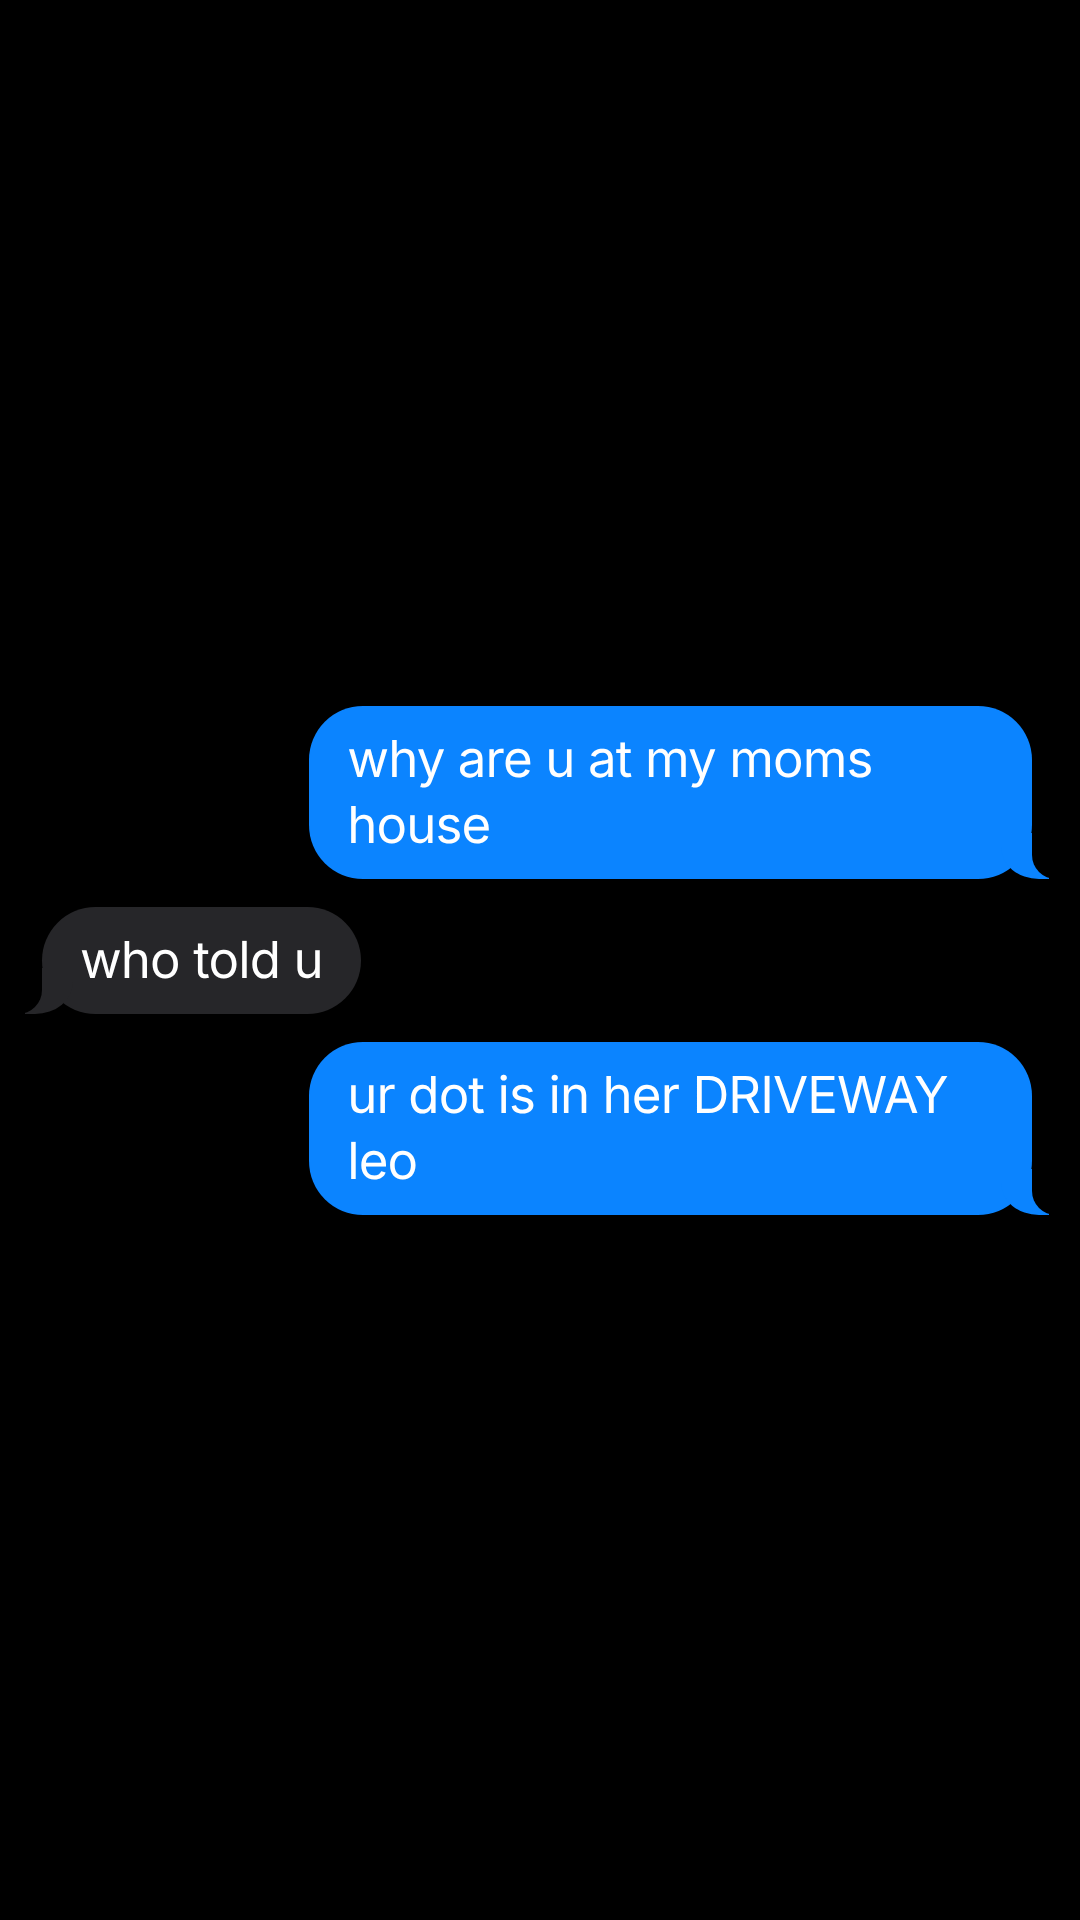 why are u at my moms
house
who told u
ur dot is in her DRIVEWAY
leo